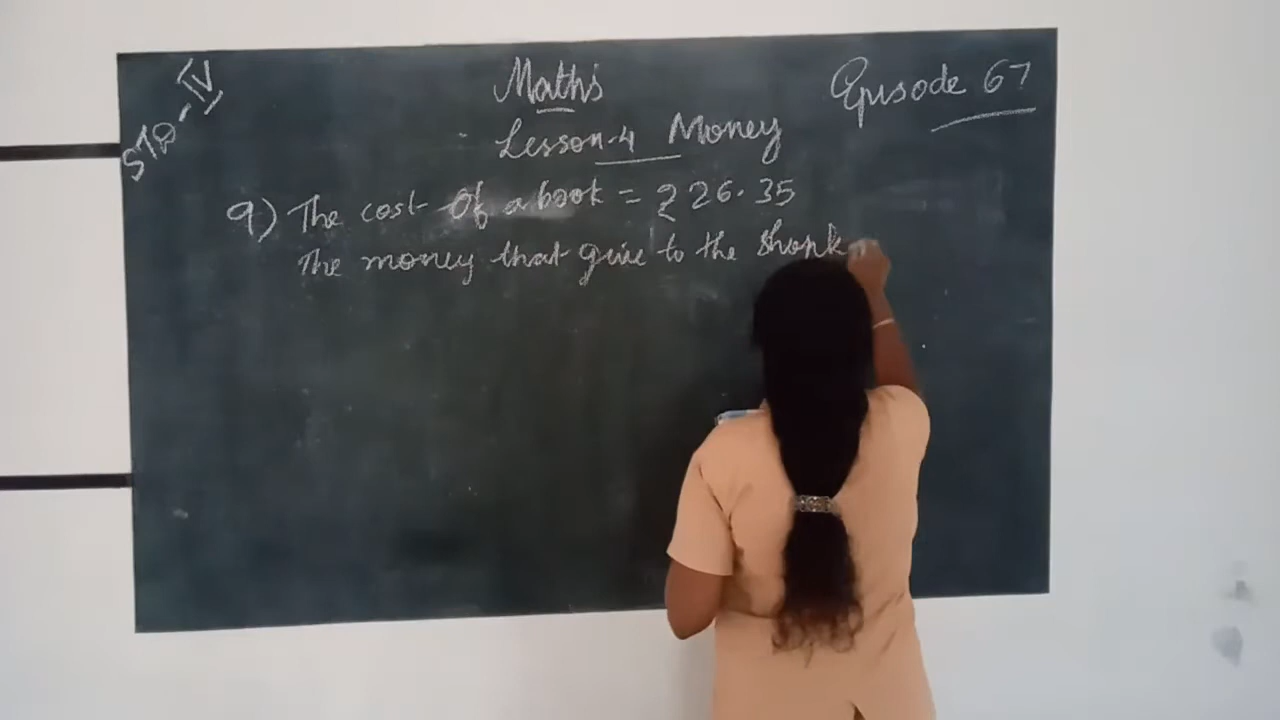 STD-IV
Maths
Episode 67
Lesson-4 Money
9) The cost of a book = ₹ 26.35
The money that give to the shopk